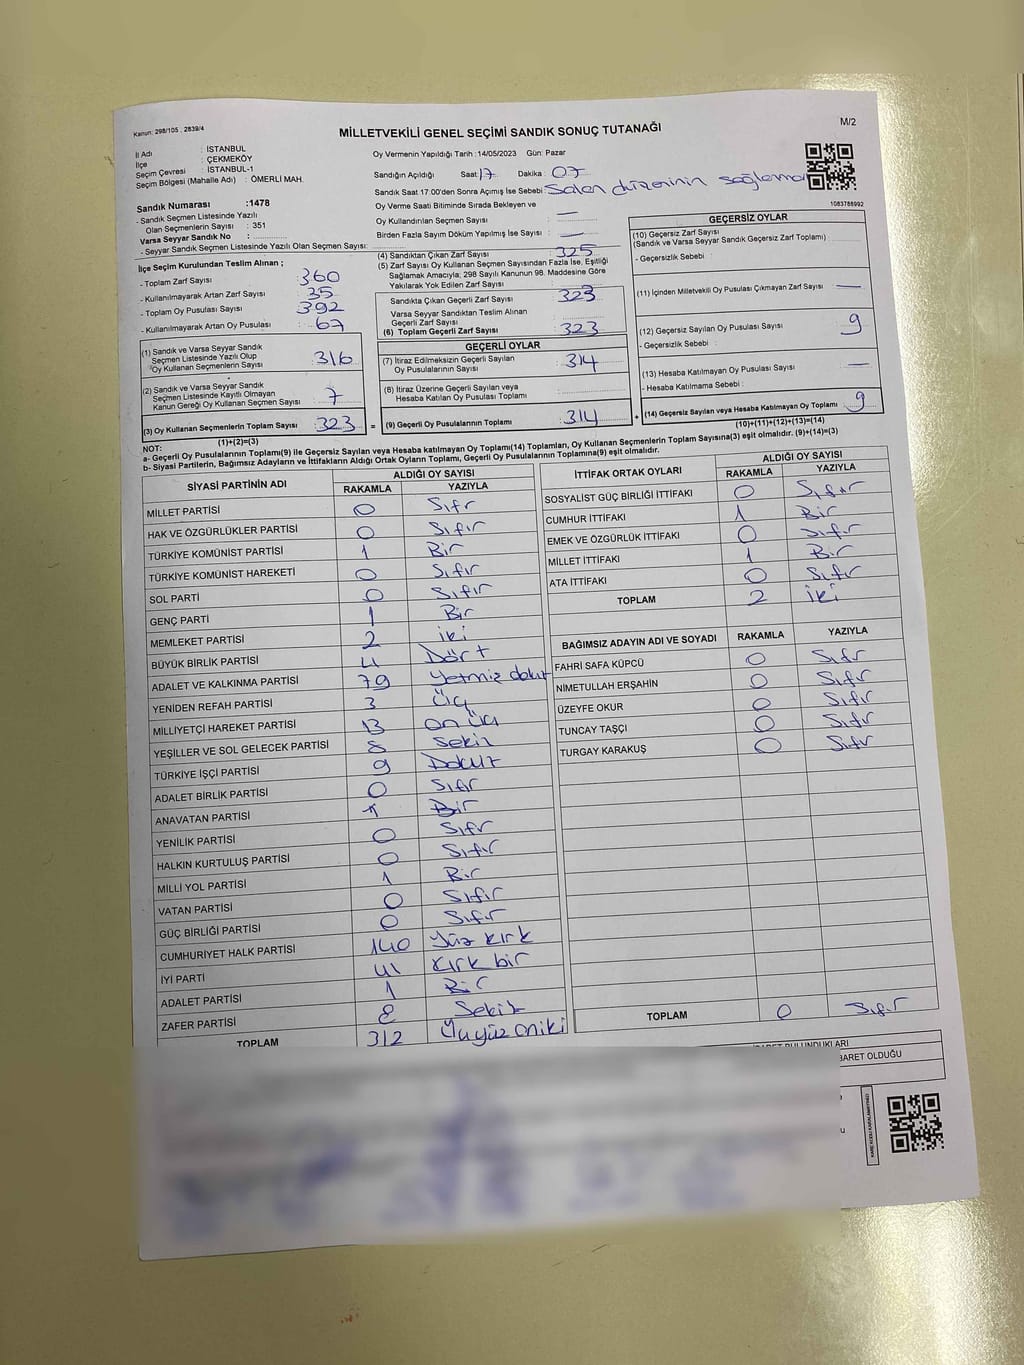 Kanun: 298/105 , 2839/4
MİLLETVEKİLİ GENEL SEÇİMİ SANDIK SONUÇ TUTANAĞI
M/2
İl Adı : İSTANBUL
İlçe : ÇEKMEKÖY
Seçim Çevresi : İSTANBUL-1
Seçim Bölgesi (Mahalle Adı) : ÖMERLİ MAH.
Oy Vermenin Yapıldığı Tarih : 14/05/2023 Gün: Pazar
Sandığın Açıldığı Saat : 17 Dakika : 07
Sandık Saat 17:00'den Sonra Açımış İse Sebebi : Salon düzeninin sağlanması
Oy Verme Saati Bitiminde Sırada Bekleyen ve
Oy Kullandırılan Seçmen Sayısı : —
Birden Fazla Sayım Döküm Yapılmış İse Sayısı : —
1083788992
Sandık Numarası :1478
- Sandık Seçmen Listesinde Yazılı
Olan Seçmenlerin Sayısı : 351
Varsa Seyyar Sandık No :
- Seyyar Sandık Seçmen Listesinde Yazılı Olan Seçmen Sayısı:
İlçe Seçim Kurulundan Teslim Alınan ;
- Toplam Zarf Sayısı : 360
- Kullanılmayarak Artan Zarf Sayısı : 35
- Toplam Oy Pusulası Sayısı : 392
- Kullanılmayarak Artan Oy Pusulası : 67
(1) Sandık ve Varsa Seyyar Sandık
Seçmen Listesinde Yazılı Olup
Oy Kullanan Seçmenlerin Sayısı : 316
(2) Sandık ve Varsa Seyyar Sandık
Seçmen Listesinde Kayıtlı Olmayan
Kanun Gereği Oy Kullanan Seçmen Sayısı : 7
(3) Oy Kullanan Seçmenlerin Toplam Sayısı : 323
(1)+(2)=(3)
(4) Sandıktan Çıkan Zarf Sayısı : 325
(5) Zarf Sayısı Oy Kullanan Seçmen Sayısından Fazla İse, Eşitliği
Sağlamak Amacıyla; 298 Sayılı Kanunun 98. Maddesine Göre
Yakılarak Yok Edilen Zarf Sayısı :
Sandıkta Çıkan Geçerli Zarf Sayısı : 323
Varsa Seyyar Sandıktan Teslim Alınan
Geçerli Zarf Sayısı :
(6) Toplam Geçerli Zarf Sayısı : 323
GEÇERLİ OYLAR
(7) İtiraz Edilmeksizin Geçerli Sayılan
Oy Pusulalarının Sayısı : 314
(8) İtiraz Üzerine Geçerli Sayılan veya
Hesaba Katılan Oy Pusulası Toplamı :
= (9) Geçerli Oy Pusulalarının Toplamı : 314
GEÇERSİZ OYLAR
(10) Geçersiz Zarf Sayısı
(Sandık ve Varsa Seyyar Sandık Geçersiz Zarf Toplamı) :
- Geçersizlik Sebebi :
(11) İçinden Milletvekili Oy Pusulası Çıkmayan Zarf Sayısı : —
(12) Geçersiz Sayılan Oy Pusulası Sayısı : 9
- Geçersizlik Sebebi :
(13) Hesaba Katılmayan Oy Pusulası Sayısı : —
- Hesaba Katılmama Sebebi :
+ (14) Geçersiz Sayılan veya Hesaba Katılmayan Oy Toplamı : 9
(10)+(11)+(12)+(13)=(14)
NOT:
a- Geçerli Oy Pusulalarının Toplamı(9) ile Geçersiz Sayılan veya Hesaba Katılmayan Oy Toplamı(14) Toplamları, Oy Kullanan Seçmenlerin Toplam Sayısına(3) eşit olmalıdır. (9)+(14)=(3)
b- Siyasi Partilerin, Bağımsız Adayların ve İttifakların Aldığı Ortak Oyların Toplamı, Geçerli Oy Pusulalarının Toplamına(9) eşit olmalıdır.
SİYASİ PARTİNİN ADI ALDIĞI OY SAYISI
RAKAMLA YAZIYLA
MİLLET PARTİSİ 0 Sıfır
HAK VE ÖZGÜRLÜKLER PARTİSİ 0 Sıfır
TÜRKİYE KOMÜNİST PARTİSİ 1 Bir
TÜRKİYE KOMÜNİST HAREKETİ 0 Sıfır
SOL PARTİ 0 Sıfır
GENÇ PARTİ 1 Bir
MEMLEKET PARTİSİ 2 iki
BÜYÜK BİRLİK PARTİSİ 4 Dört
ADALET VE KALKINMA PARTİSİ 79 Yetmiz dokuz
YENİDEN REFAH PARTİSİ 3 Üç
MİLLİYETÇİ HAREKET PARTİSİ 13 on üç
YEŞİLLER VE SOL GELECEK PARTİSİ 8 Sekiz
TÜRKİYE İŞÇİ PARTİSİ 9 Dokuz
ADALET BİRLİK PARTİSİ 0 Sıfır
ANAVATAN PARTİSİ 1 Bir
YENİLİK PARTİSİ 0 Sıfır
HALKIN KURTULUŞ PARTİSİ 0 Sıfır
MİLLİ YOL PARTİSİ 1 Bir
VATAN PARTİSİ 0 Sıfır
GÜÇ BİRLİĞİ PARTİSİ 0 Sıfır
CUMHURİYET HALK PARTİSİ 140 Yüz kırk
İYİ PARTİ 41 Kırk bir
ADALET PARTİSİ 1 Bir
ZAFER PARTİSİ 8 Sekiz
TOPLAM 312 Üçyüz oniki
İTTİFAK ORTAK OYLARI ALDIĞI OY SAYISI
RAKAMLA YAZIYLA
SOSYALİST GÜÇ BİRLİĞİ İTTİFAKI 0 Sıfır
CUMHUR İTTİFAKI 1 Bir
EMEK VE ÖZGÜRLÜK İTTİFAKI 0 Sıfır
MİLLET İTTİFAKI 1 Bir
ATA İTTİFAKI 0 Sıfır
TOPLAM 2 iki
BAĞIMSIZ ADAYIN ADI VE SOYADI RAKAMLA YAZIYLA
FAHRİ SAFA KÜPCÜ 0 Sıfır
NİMETULLAH ERŞAHİN 0 Sıfır
ÜZEYFE OKUR 0 Sıfır
TUNCAY TAŞÇI 0 Sıfır
TURGAY KARAKUŞ 0 Sıfır
TOPLAM 0 Sıfır
BULUNDUKLARI
İBARET OLDUĞU